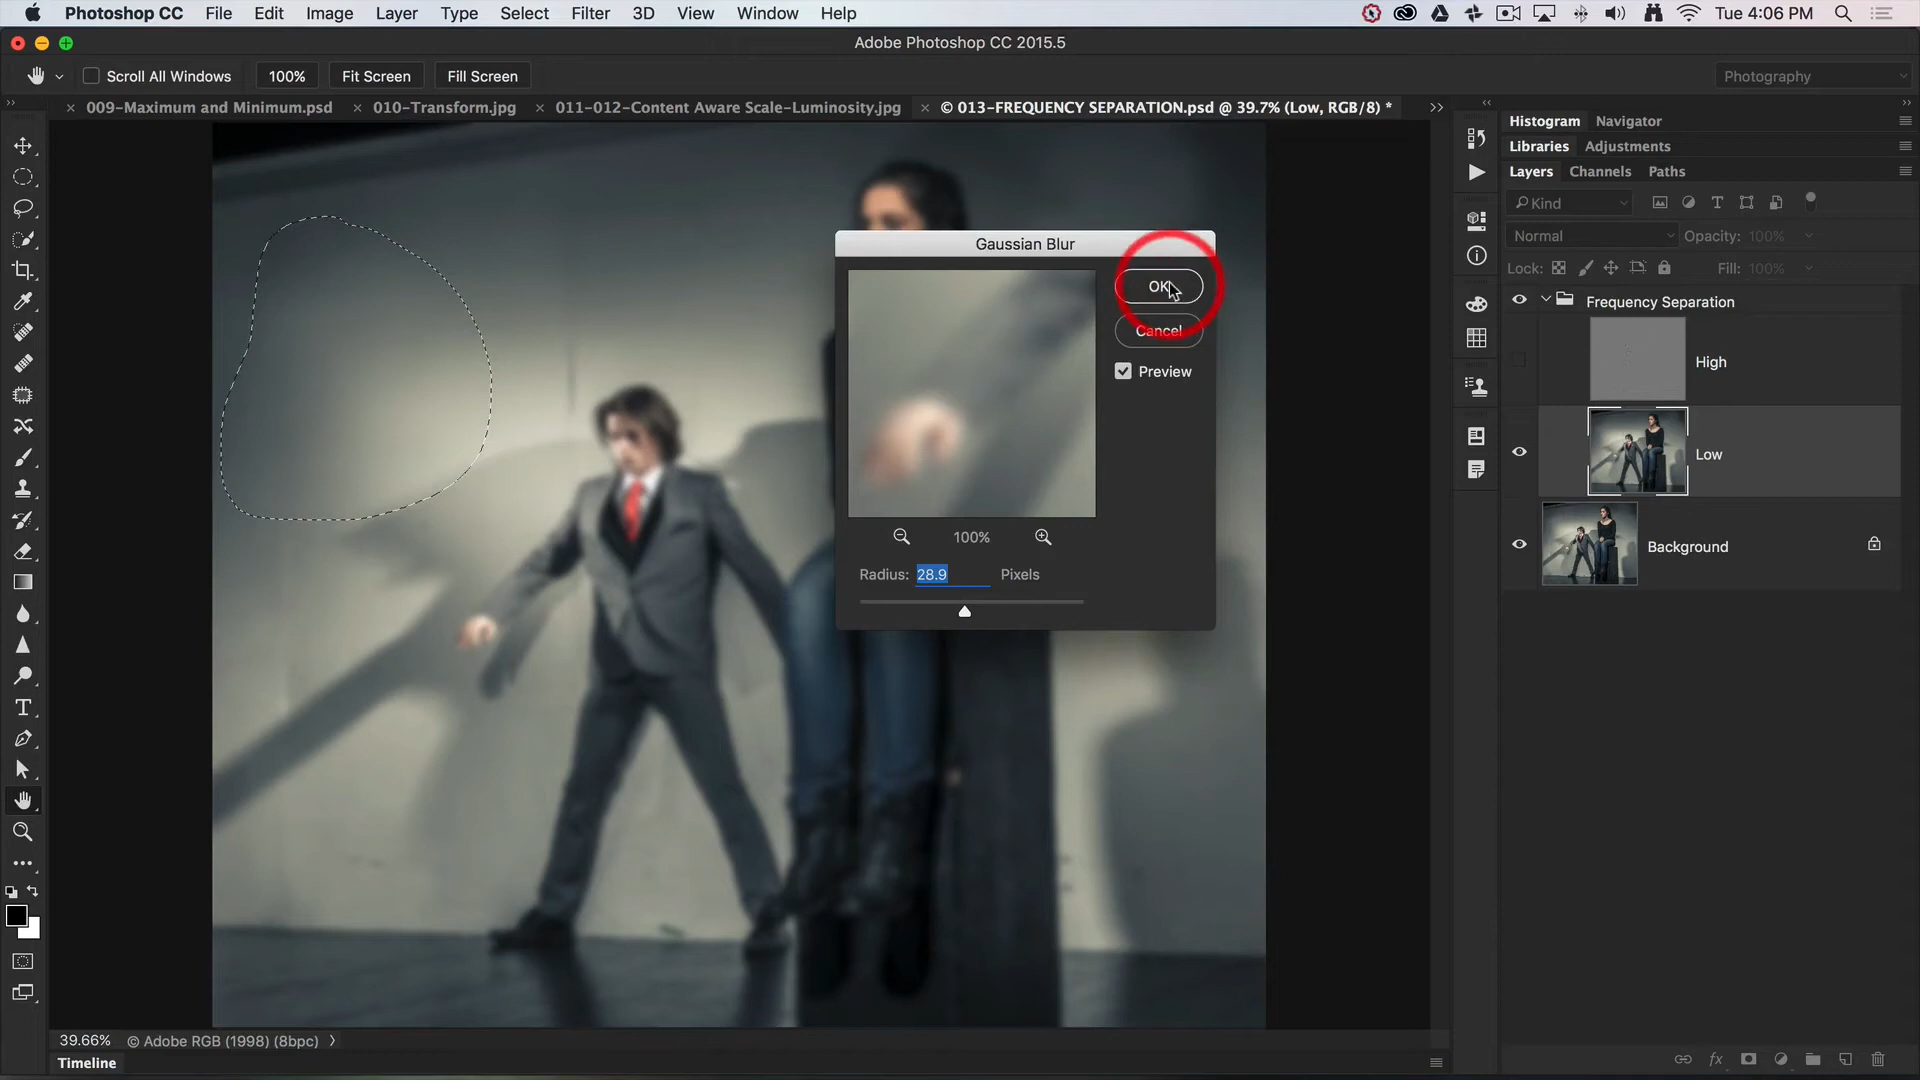 Photoshop CC File Edit Image Layer Type Select Filter 3D View Window Help Tue 4:06 PM
Adobe Photoshop CC 2015.5
Scroll All Windows 100% Fit Screen Fill Screen Photography
009-Maximum and Minimum.psd 010-Transform.jpg 011-012-Content Aware Scale-Luminosity.jpg © 013-FREQUENCY SEPARATION.psd @ 39.7% (Low, RGB/8) *
Histogram Navigator
Libraries Adjustments
Layers Channels Paths
Kind
Normal Opacity: 100%
Lock: Fill: 100%
Frequency Separation
High
Low
Background
Gaussian Blur
OK
Cancel
Preview
100%
Radius: 28.9 Pixels
39.66% © Adobe RGB (1998) (8bpc)
Timeline